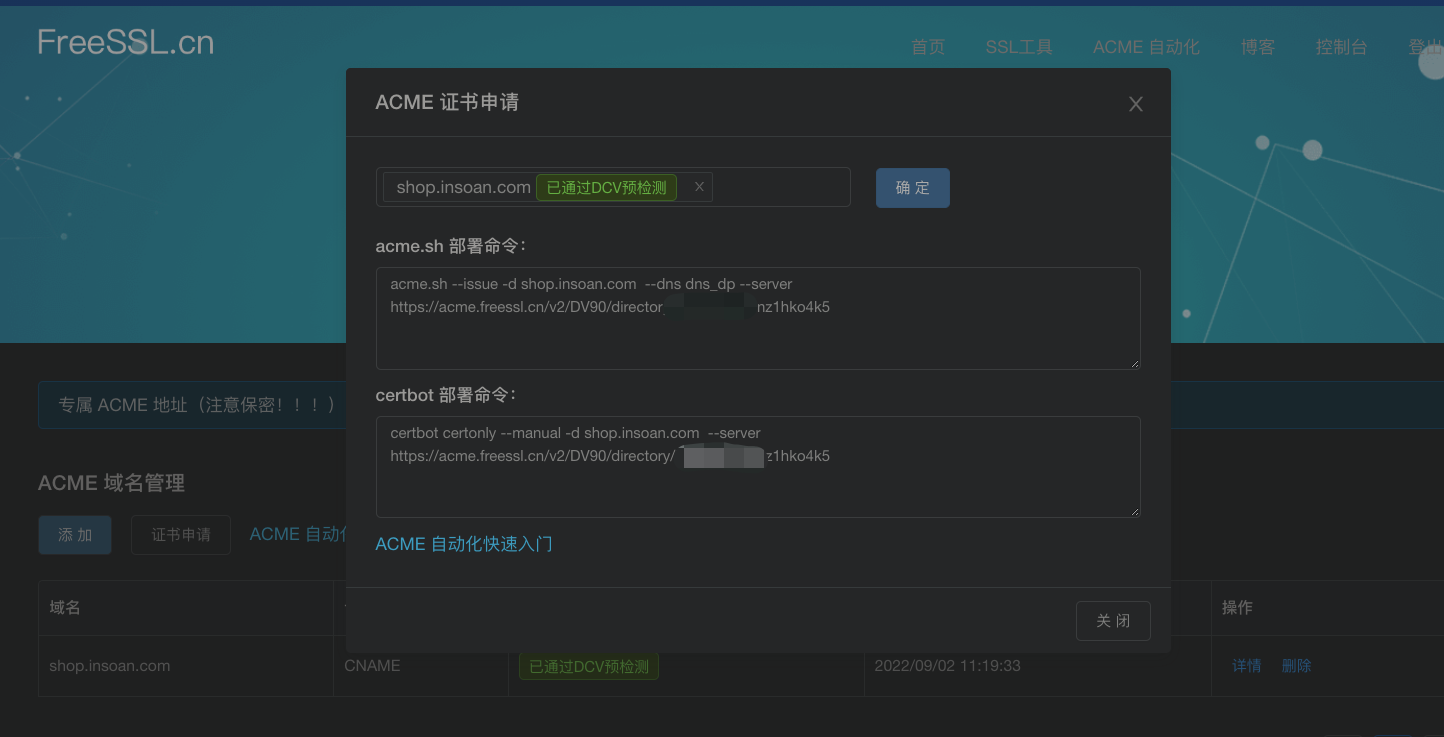 FreeSSL.cn
首页 SSL工具 ACME 自动化 博客 控制台 登出
ACME 证书申请
shop.insoan.com 已通过DCV预检测
确 定
acme.sh 部署命令：
acme.sh --issue -d shop.insoan.com --dns dns_dp --server
https://acme.freessl.cn/v2/DV90/director nz1hko4k5
certbot 部署命令：
certbot certonly --manual -d shop.insoan.com --server
https://acme.freessl.cn/v2/DV90/directory/ z1hko4k5
ACME 自动化快速入门
关 闭
专属 ACME 地址（注意保密！！！）
ACME 域名管理
添 加 证书申请 ACME 自动化
域名 操作
shop.insoan.com CNAME 已通过DCV预检测 2022/09/02 11:19:33 详情 删除